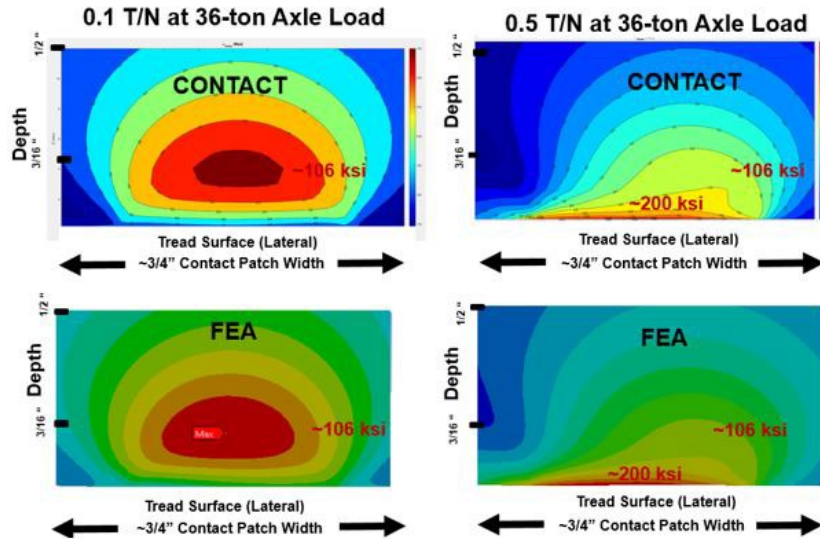 0.1 T/N at 36-ton Axle Load
0.5 T/N at 36-ton Axle Load
1/2 "
CONTACT
Depth
3/16 "
~106 ksi
Tread Surface (Lateral)
~3/4” Contact Patch Width
1/2 "
CONTACT
Depth
3/16 "
~106 ksi
~200 ksi
Tread Surface (Lateral)
~3/4” Contact Patch Width
1/2 "
FEA
Depth
3/16 "
Max
~106 ksi
Tread Surface (Lateral)
~3/4” Contact Patch Width
1/2 "
FEA
Depth
3/16 "
~106 ksi
~200 ksi
Tread Surface (Lateral)
~3/4” Contact Patch Width